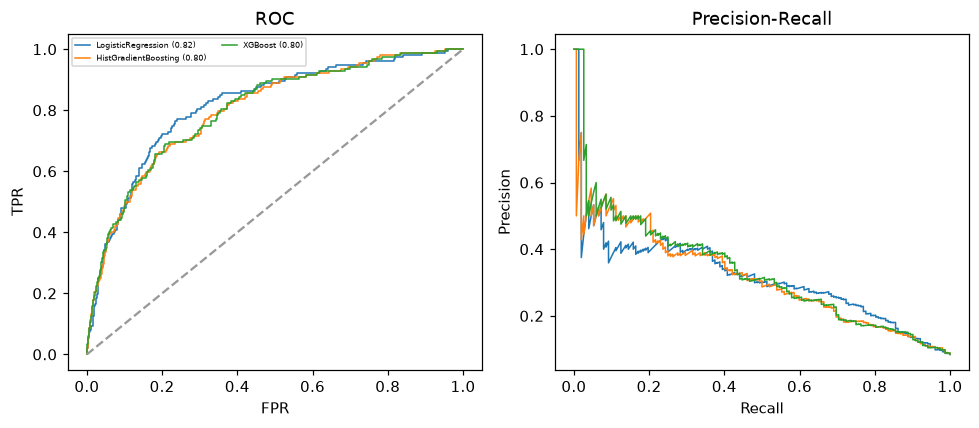 ROC
LogisticRegression (0.82)
HistGradientBoosting (0.80)
XGBoost (0.80)
1.0
0.8
0.6
0.4
0.2
0.0
TPR
0.0 0.2 0.4 0.6 0.8 1.0
FPR
Precision-Recall
1.0
0.8
0.6
0.4
0.2
Precision
0.0 0.2 0.4 0.6 0.8 1.0
Recall